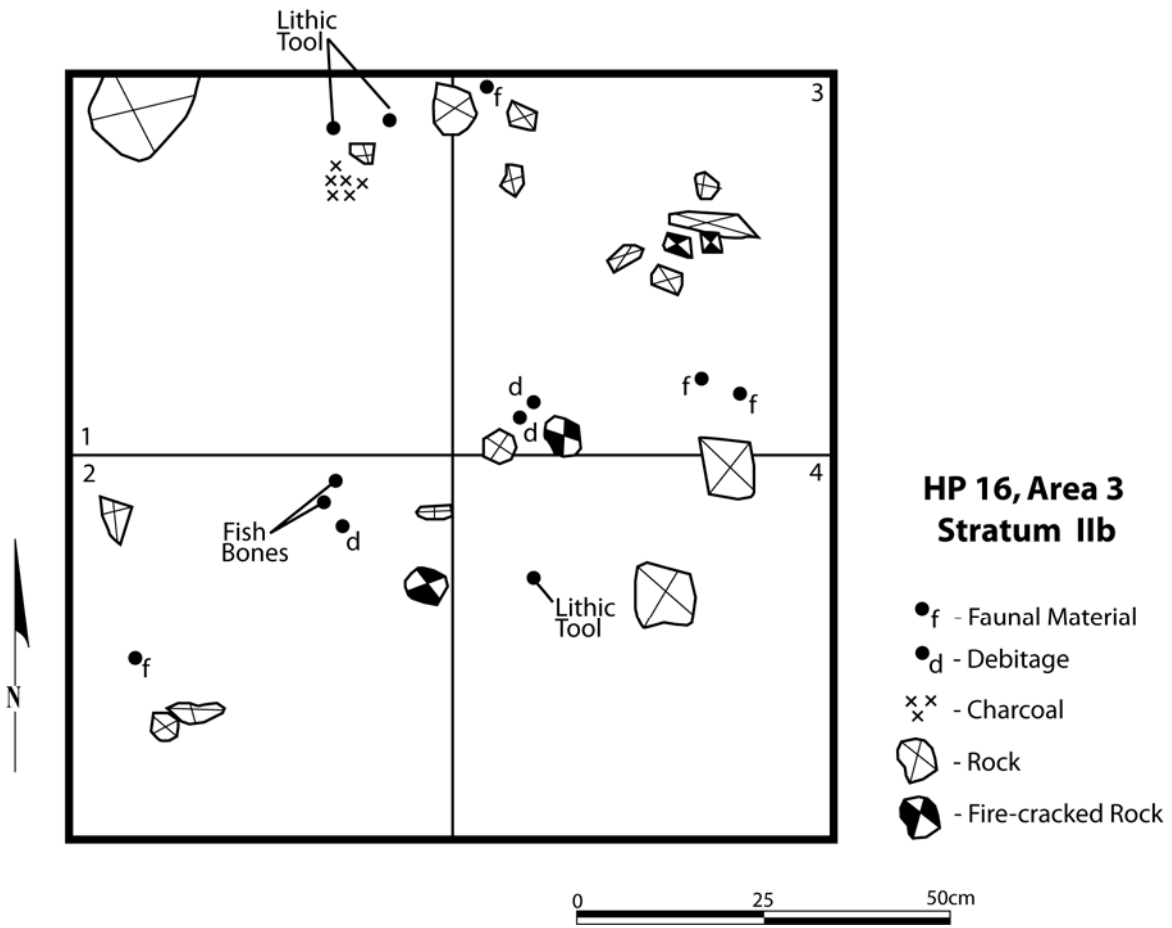 Lithic
Tool
f
3
d
d
f
f
1
2
4
Fish
Bones
d
Lithic
Tool
f
N
HP 16, Area 3
Stratum IIb
f - Faunal Material
d - Debitage
- Charcoal
- Rock
- Fire-cracked Rock
0 25 50cm